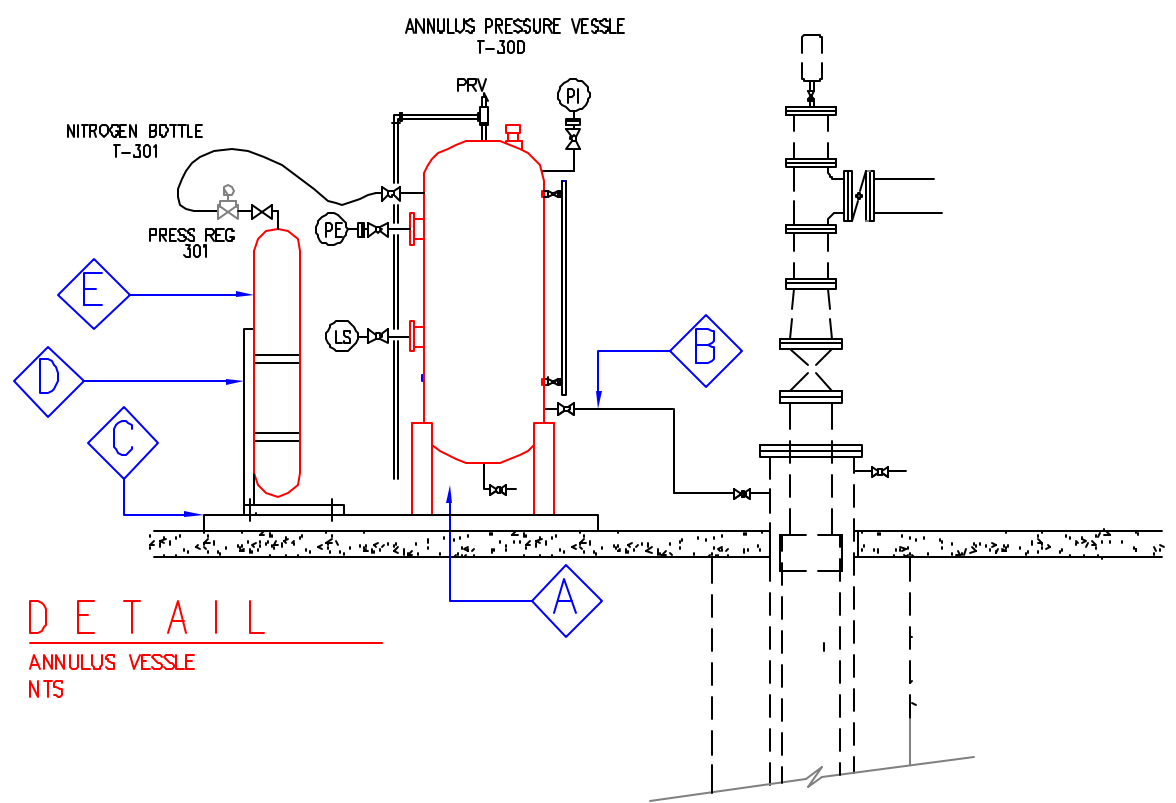 ANNULUS PRESSURE VESSLE
T-30D
PRV
PI
NITROGEN BOTTLE
T-301
PRESS REG
301
PE
LS
E
D
C
B
A
DETAIL
ANNULUS VESSLE
NTS